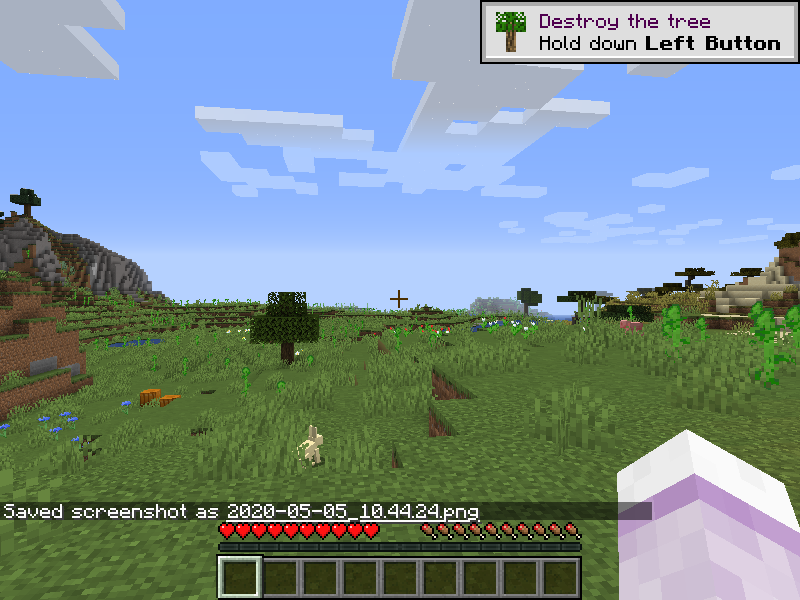 Destroy the tree
Hold down Left Button
Saved screenshot as 2020-05-05_10.44.24.png